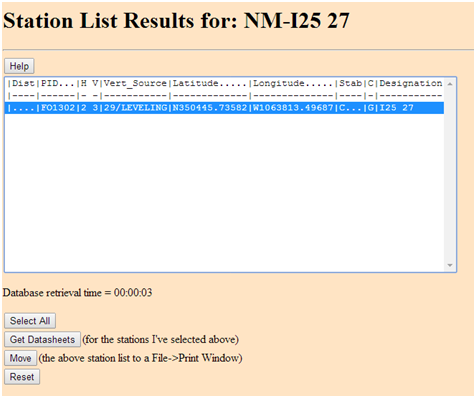 Station List Results for: NM-I25 27
Help
|Dist|PID...|H V|Vert_Source|Latitude.....|Longitude.....|Stab|C|Designation
|----|------|- -|-----------|-------------|--------------|----|-|-----------
|....|FO1302|2 3|29/LEVELING|N350445.73582|W1063813.49687|C...|G|I25 27
Database retrieval time = 00:00:03
Select All
Get Datasheets (for the stations I've selected above)
Move (the above station list to a File->Print Window)
Reset